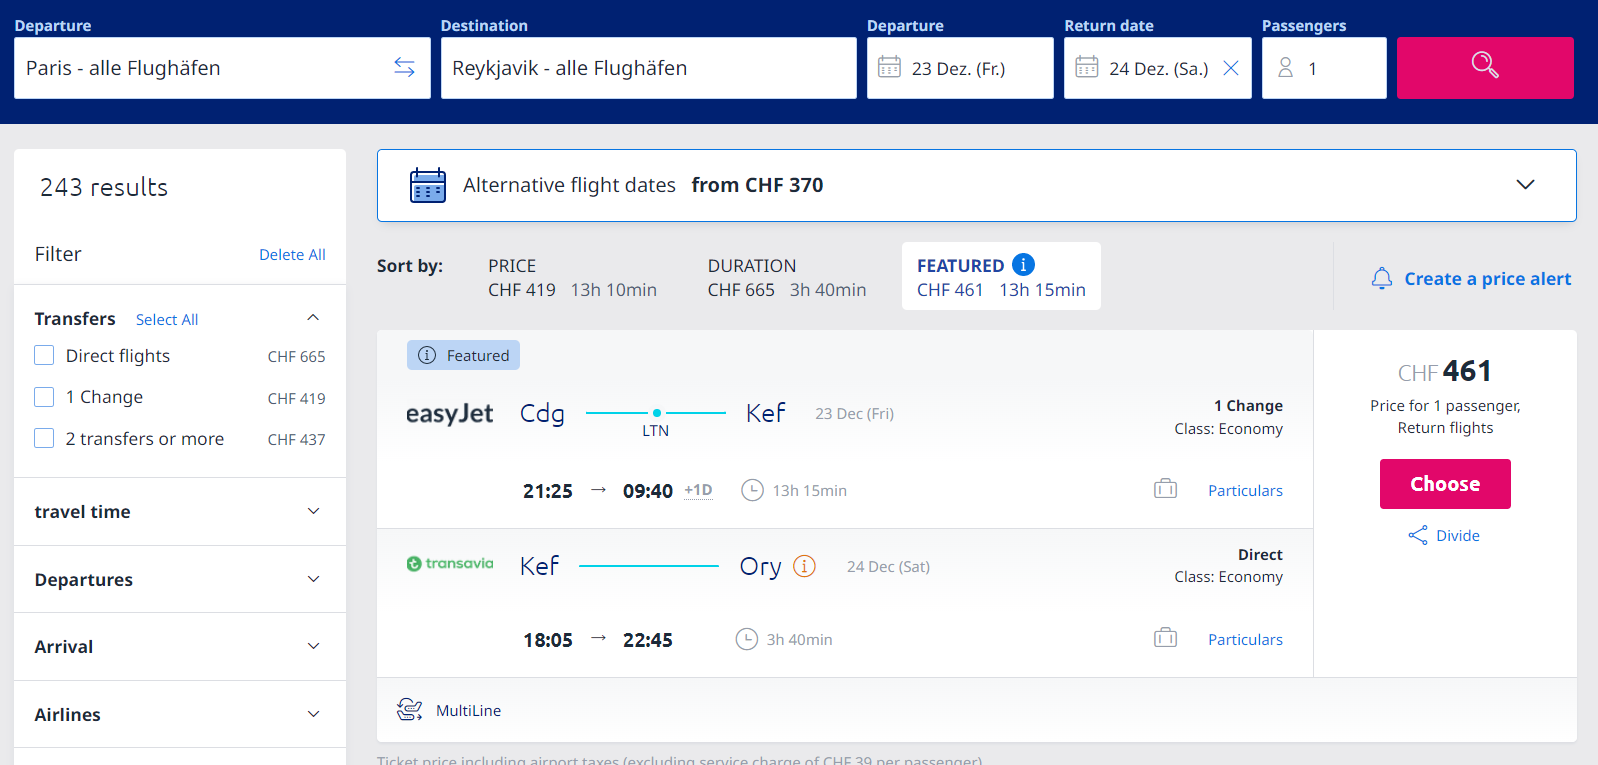 Departure
Destination
Departure
Return date
Passengers
Paris - alle Flughäfen
Reykjavik - alle Flughäfen
23 Dez. (Fr.)
24 Dez. (Sa.)
1
243 results
Filter
Delete All
Transfers
Select All
Direct flights
CHF 665
1 Change
CHF 419
2 transfers or more
CHF 437
travel time
Departures
Arrival
Airlines
Alternative flight dates from CHF 370
Sort by:
PRICE
CHF 419 13h 10min
DURATION
CHF 665 3h 40min
FEATURED
CHF 461 13h 15min
Create a price alert
Featured
easyJet
Cdg
LTN
Kef
23 Dec (Fri)
1 Change
Class: Economy
21:25 → 09:40 +1D
13h 15min
Particulars
transavia
Kef
Ory
24 Dec (Sat)
Direct
Class: Economy
18:05 → 22:45
3h 40min
Particulars
MultiLine
CHF 461
Price for 1 passenger,
Return flights
Choose
Divide
Ticket price including airport taxes (excluding service charge of CHF 39 per passenger)